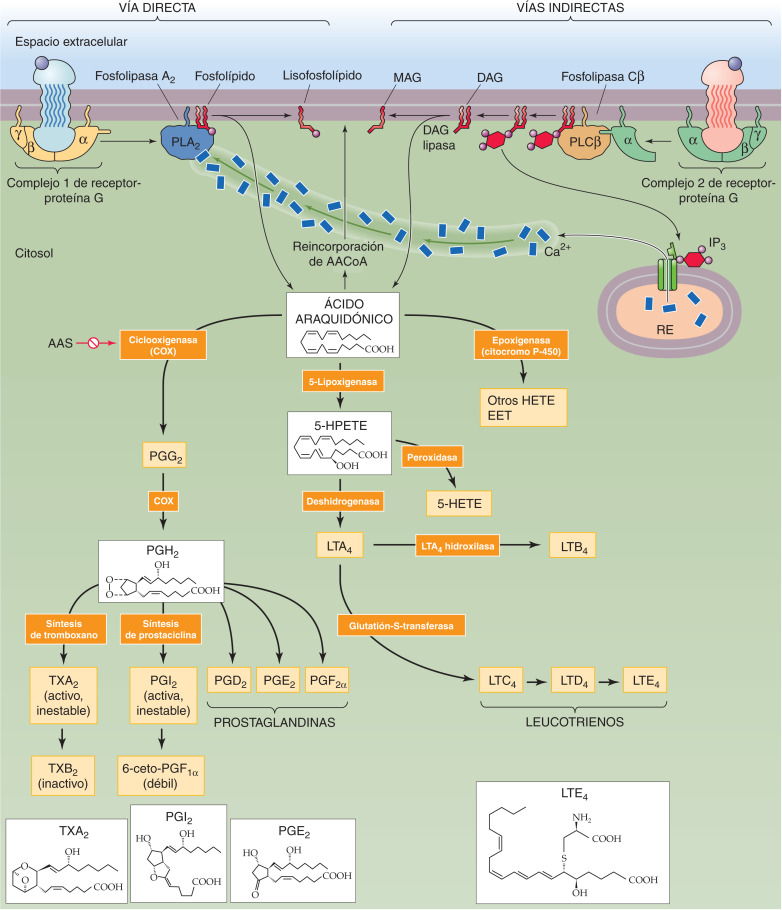 VÍA DIRECTA
VÍAS INDIRECTAS
Espacio extracelular
Fosfolipasa A2
Fosfolípido
Lisofosfolípido
MAG
DAG
Fosfolipasa Cβ
γ
β
α
PLA2
DAG
lipasa
PLCβ
α
α
β
γ
Complejo 1 de receptor-
proteína G
Complejo 2 de receptor-
proteína G
Citosol
Reincorporación
de AACoA
Ca2+
IP3
RE
ÁCIDO
ARAQUIDÓNICO
COOH
AAS
Ciclooxigenasa
(COX)
Epoxigenasa
(citocromo P-450)
5-Lipoxigenasa
Otros HETE
EET
5-HPETE
COOH
OOH
PGG2
Peroxidasa
COX
Deshidrogenasa
5-HETE
PGH2
OH
O
O
COOH
LTA4
LTA4 hidroxilasa
LTB4
Síntesis
de tromboxano
Síntesis
de prostaciclina
Glutatión-S-transferasa
TXA2
(activo,
inestable)
PGI2
(activa,
inestable)
PGD2
PGE2
PGF2α
LTC4
LTD4
LTE4
PROSTAGLANDINAS
LEUCOTRIENOS
TXB2
(inactivo)
6-ceto-PGF1α
(débil)
TXA2
OH
O
O
COOH
PGI2
HO
OH
O
COOH
PGE2
HO
OH
O
COOH
LTE4
NH2
COOH
S
COOH
OH